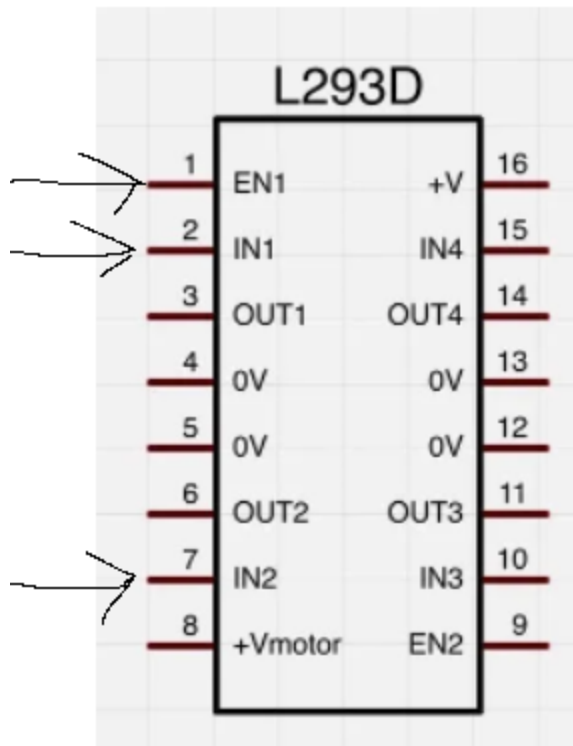 L293D
1 EN1 +V 16
2 IN1 IN4 15
3 OUT1 OUT4 14
4 0V 0V 13
5 0V 0V 12
6 OUT2 OUT3 11
7 IN2 IN3 10
8 +Vmotor EN2 9